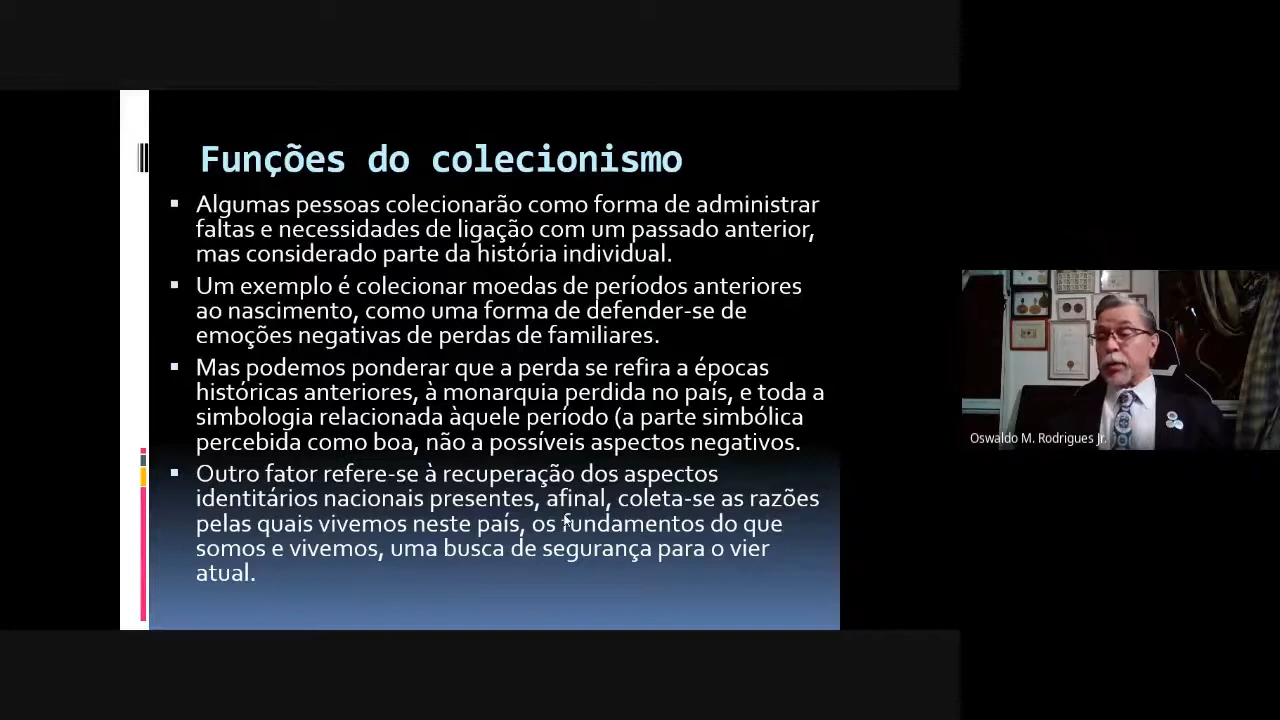 Funções do colecionismo
Algumas pessoas colecionarão como forma de administrar
faltas e necessidades de ligação com um passado anterior,
mas considerado parte da história individual.
Um exemplo é colecionar moedas de períodos anteriores
ao nascimento, como uma forma de defender-se de
emoções negativas de perdas de familiares.
Mas podemos ponderar que a perda se refira a épocas
históricas anteriores, à monarquia perdida no país, e toda a
simbologia relacionada àquele período (a parte simbólica
percebida como boa, não a possíveis aspectos negativos.
Outro fator refere-se à recuperação dos aspectos
identitários nacionais presentes, afinal, coleta-se as razões
pelas quais vivemos neste país, os fundamentos do que
somos e vivemos, uma busca de segurança para o vier
atual.
Oswaldo M. Rodrigues Jr.